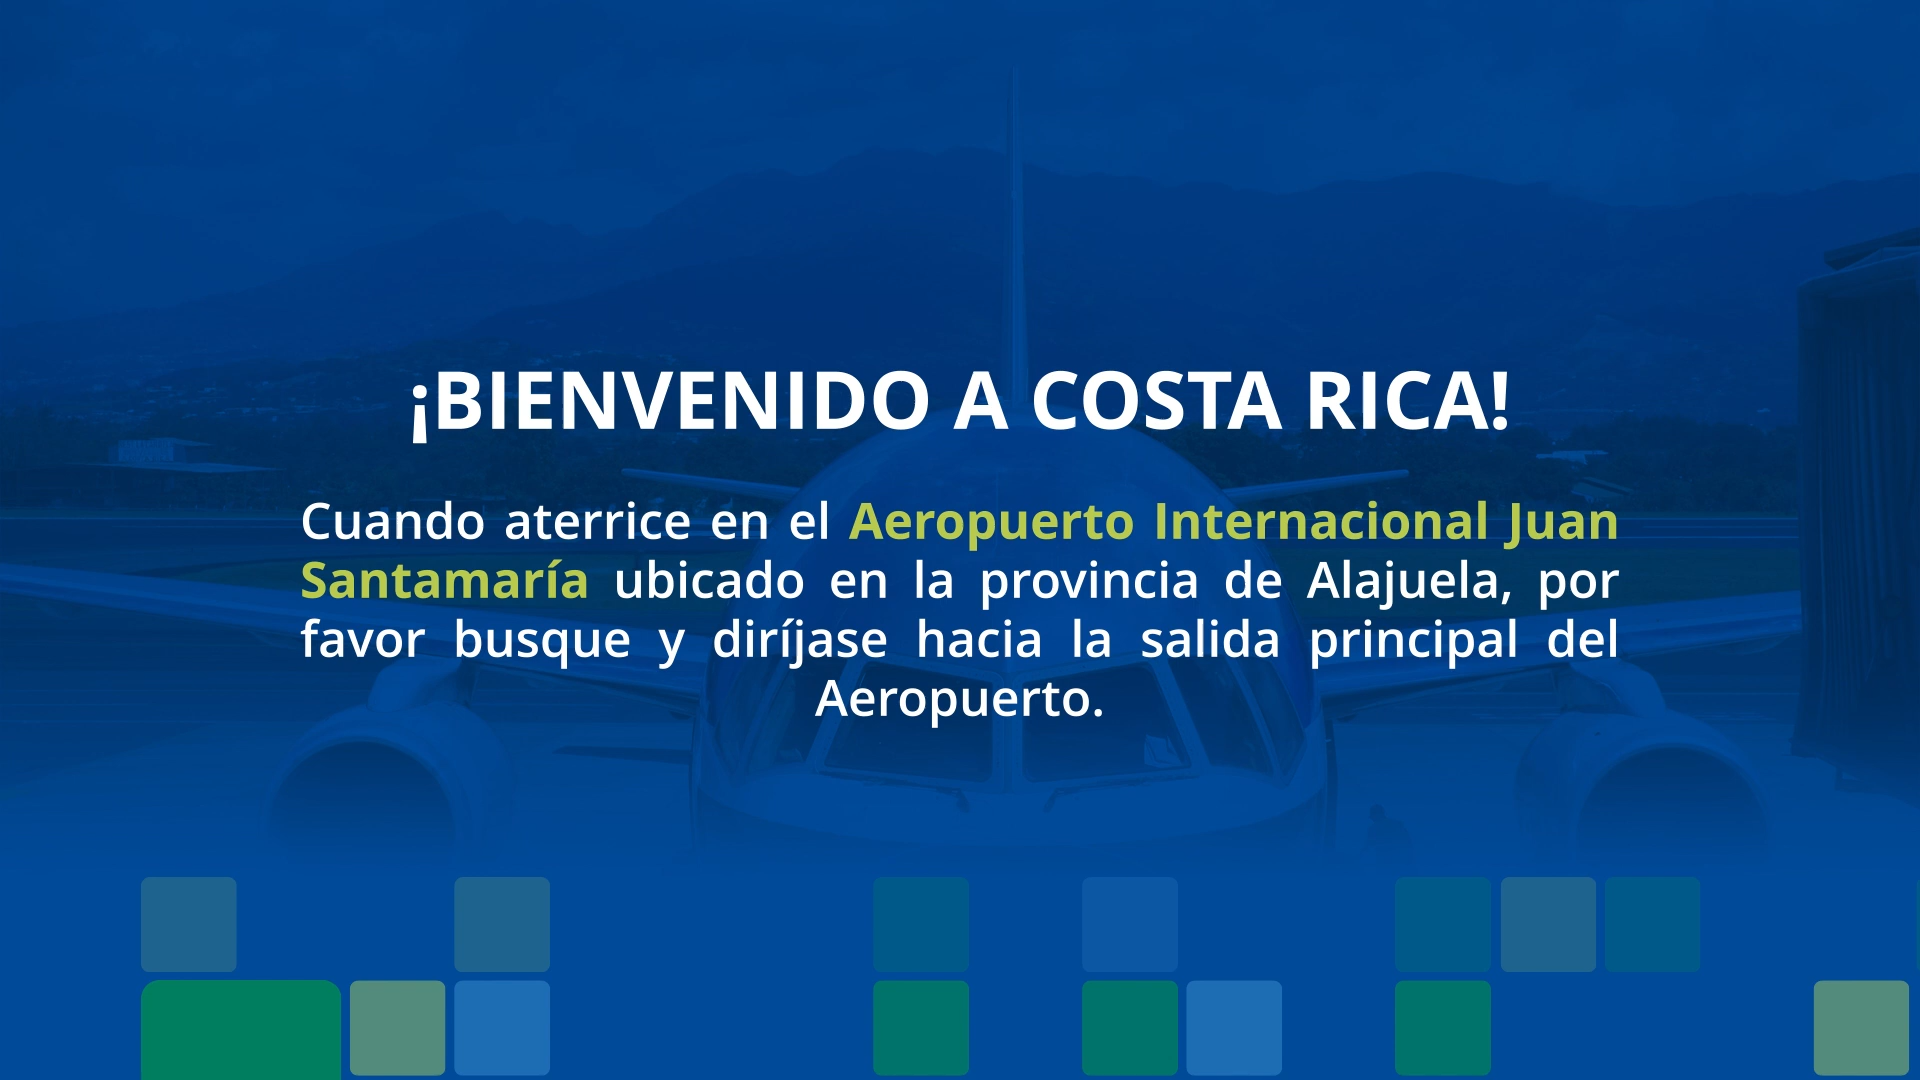 ¡BIENVENIDO A COSTA RICA!
Cuando aterrice en el Aeropuerto Internacional Juan
Santamaría ubicado en la provincia de Alajuela, por
favor busque y diríjase hacia la salida principal del
Aeropuerto.